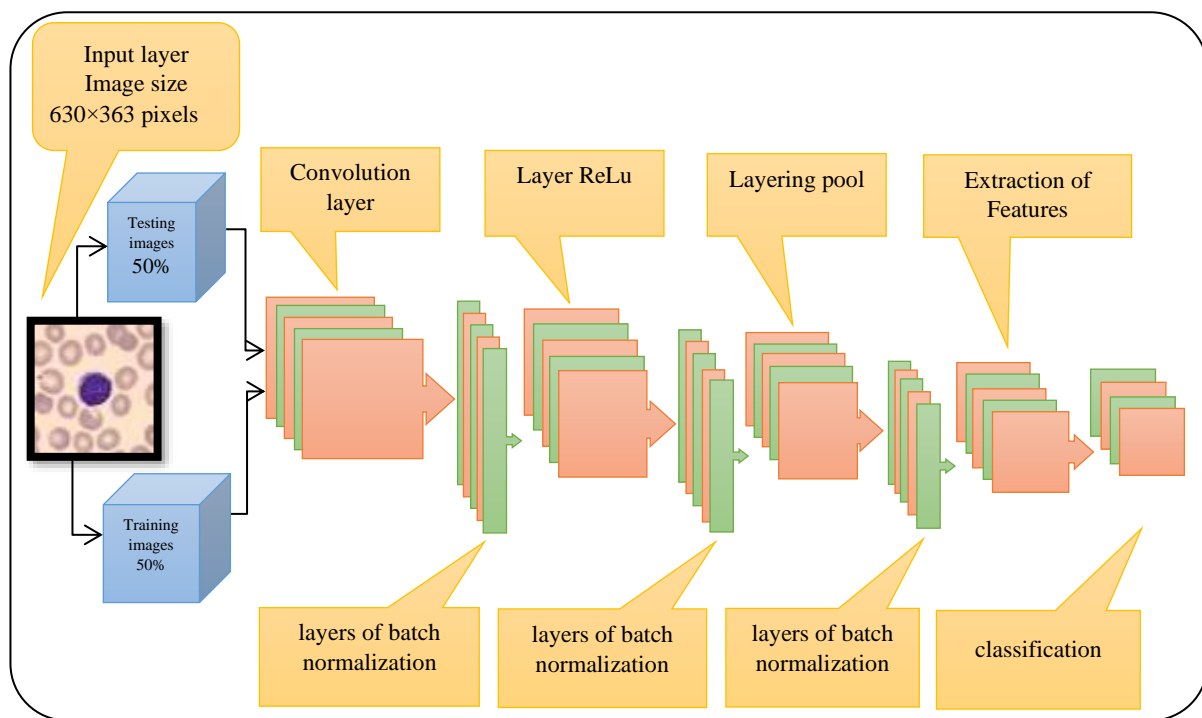 Input layer
Image size
630×363 pixels
Testing
images
50%
Training
images
50%
Convolution
layer
Layer ReLu
Layering pool
Extraction of
Features
layers of batch
normalization
layers of batch
normalization
layers of batch
normalization
classification